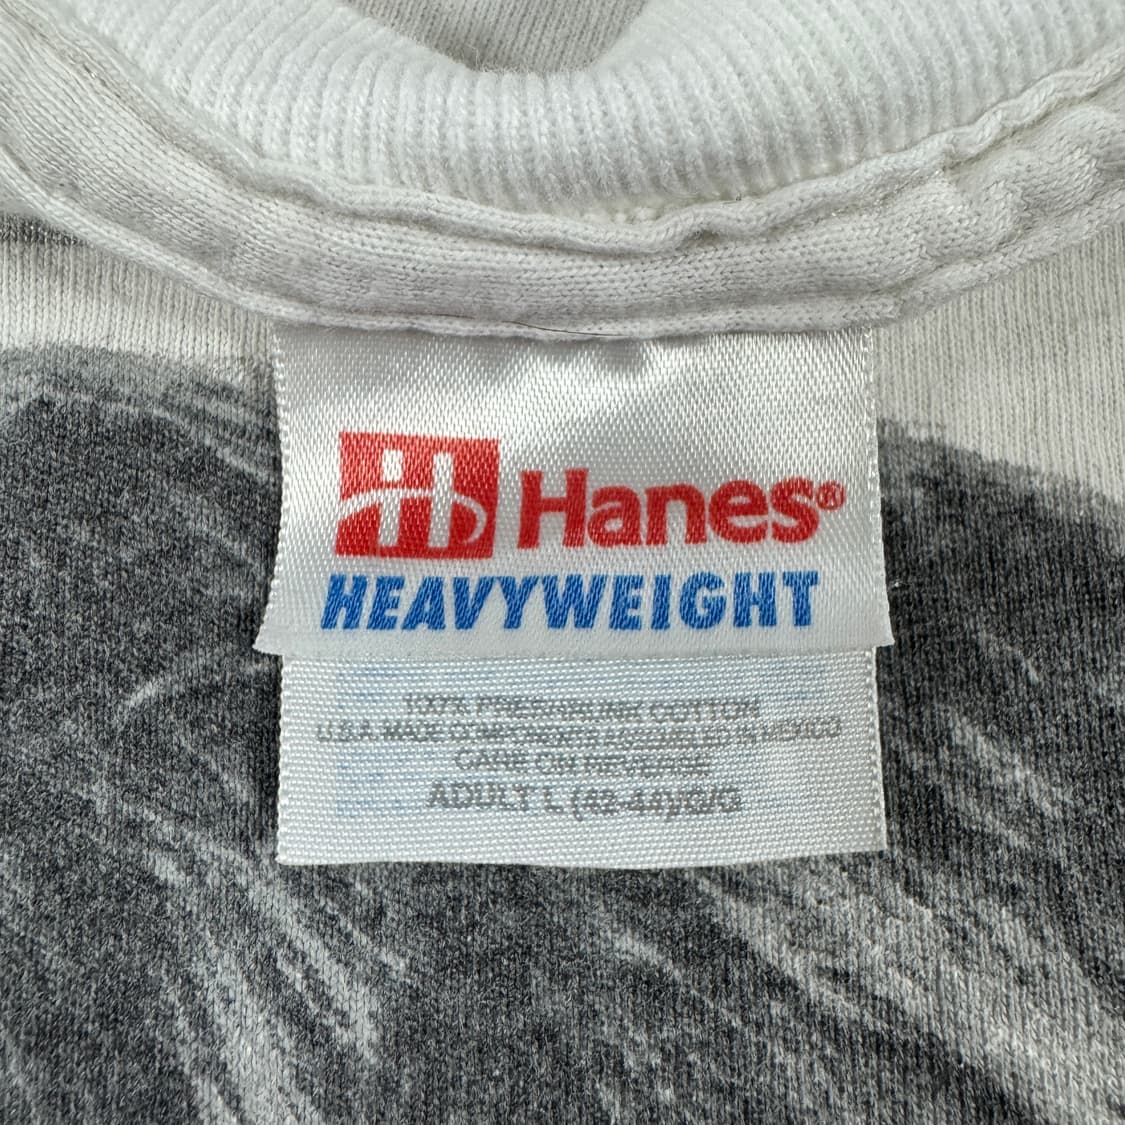 Hanes®
HEAVYWEIGHT
100% PRESHRUNK COTTON
U.S.A. MADE COMPONENTS ASSEMBLED IN MEXICO
CARE ON REVERSE
ADULT L (42-44)/G/G